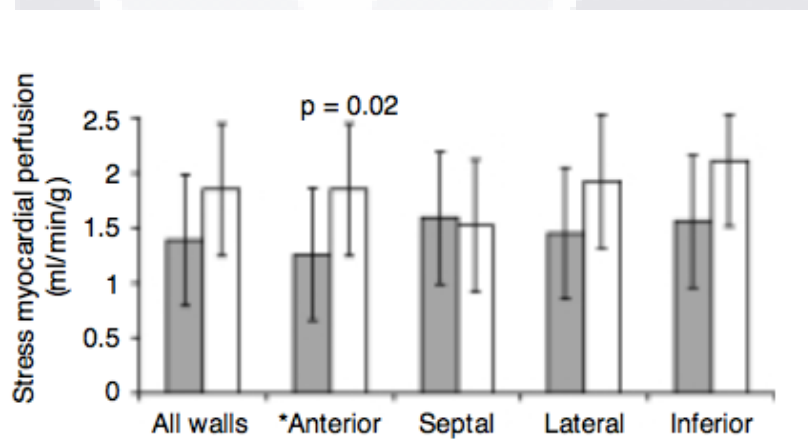 p = 0.02
Stress myocardial perfusion
(ml/min/g)
2.5
2
1.5
1
0.5
0
All walls *Anterior Septal Lateral Inferior